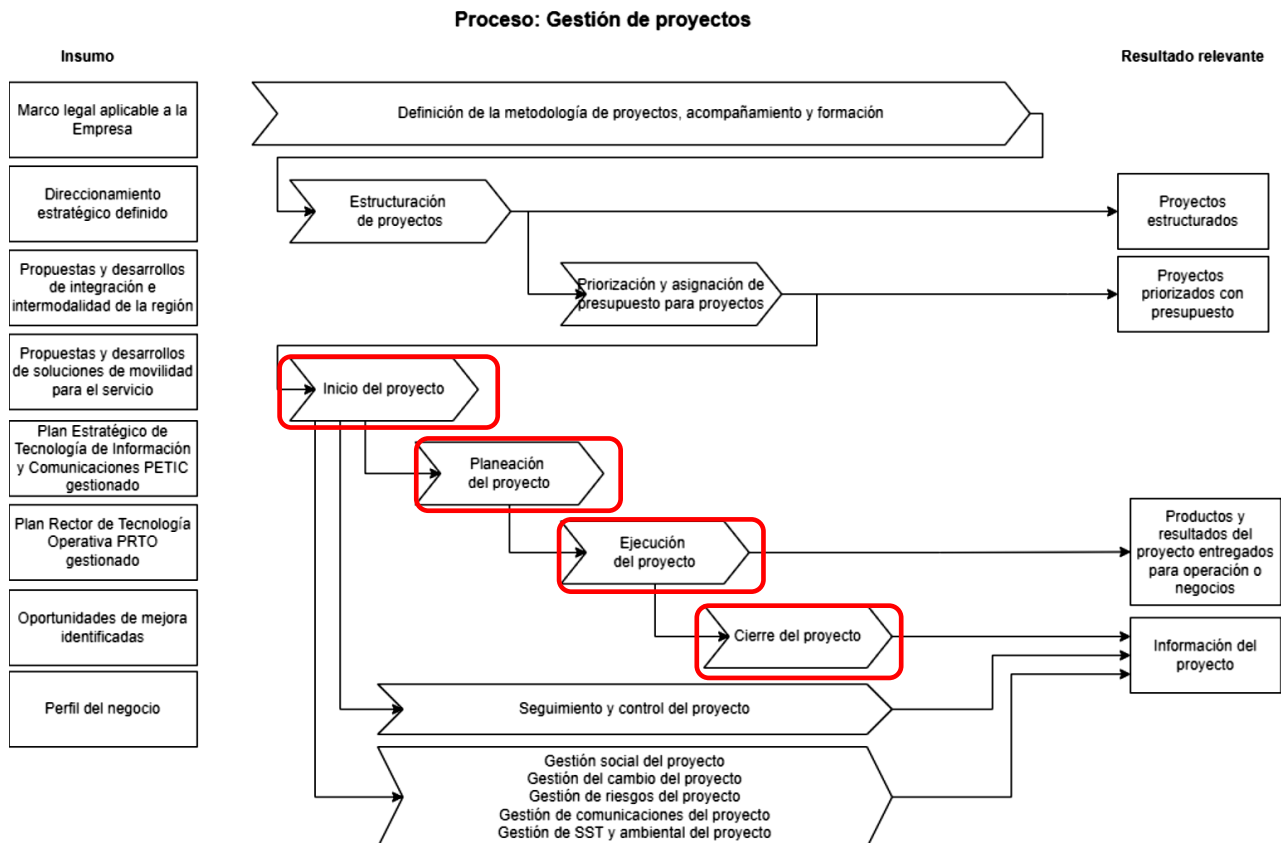 Proceso: Gestión de proyectos
Insumo
Resultado relevante
Marco legal aplicable a la
Empresa
Definición de la metodología de proyectos, acompañamiento y formación
Direccionamiento
estratégico definido
Estructuración
de proyectos
Proyectos
estructurados
Propuestas y desarrollos
de integración e
intermodalidad de la región
Priorización y asignación de
presupuesto para proyectos
Proyectos
priorizados con
presupuesto
Propuestas y desarrollos
de soluciones de movilidad
para el servicio
Inicio del proyecto
Plan Estratégico de
Tecnología de Información
y Comunicaciones PETIC
gestionado
Planeación
del proyecto
Plan Rector de Tecnología
Operativa PRTO
gestionado
Ejecución
del proyecto
Productos y
resultados del
proyecto entregados
para operación o
negocios
Oportunidades de mejora
identificadas
Cierre del proyecto
Información del
proyecto
Perfil del negocio
Seguimiento y control del proyecto
Gestión social del proyecto
Gestión del cambio del proyecto
Gestión de riesgos del proyecto
Gestión de comunicaciones del proyecto
Gestión de SST y ambiental del proyecto